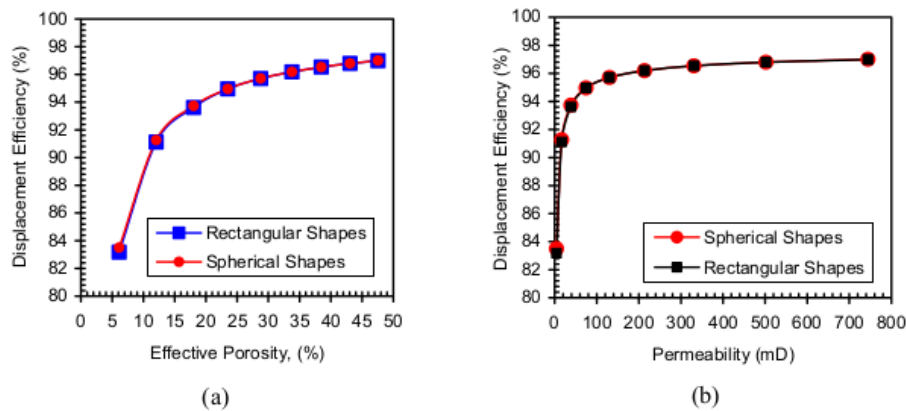 100
98
96
94
92
90
88
86
84
82
80
Displacement Efficiency (%)
Rectangular Shapes
Spherical Shapes
0 5 10 15 20 25 30 35 40 45 50
Effective Porosity, (%)
(a)
100
98
96
94
92
90
88
86
84
82
80
Displacement Efficiency (%)
Spherical Shapes
Rectangular Shapes
0 100 200 300 400 500 600 700 800
Permeability (mD)
(b)